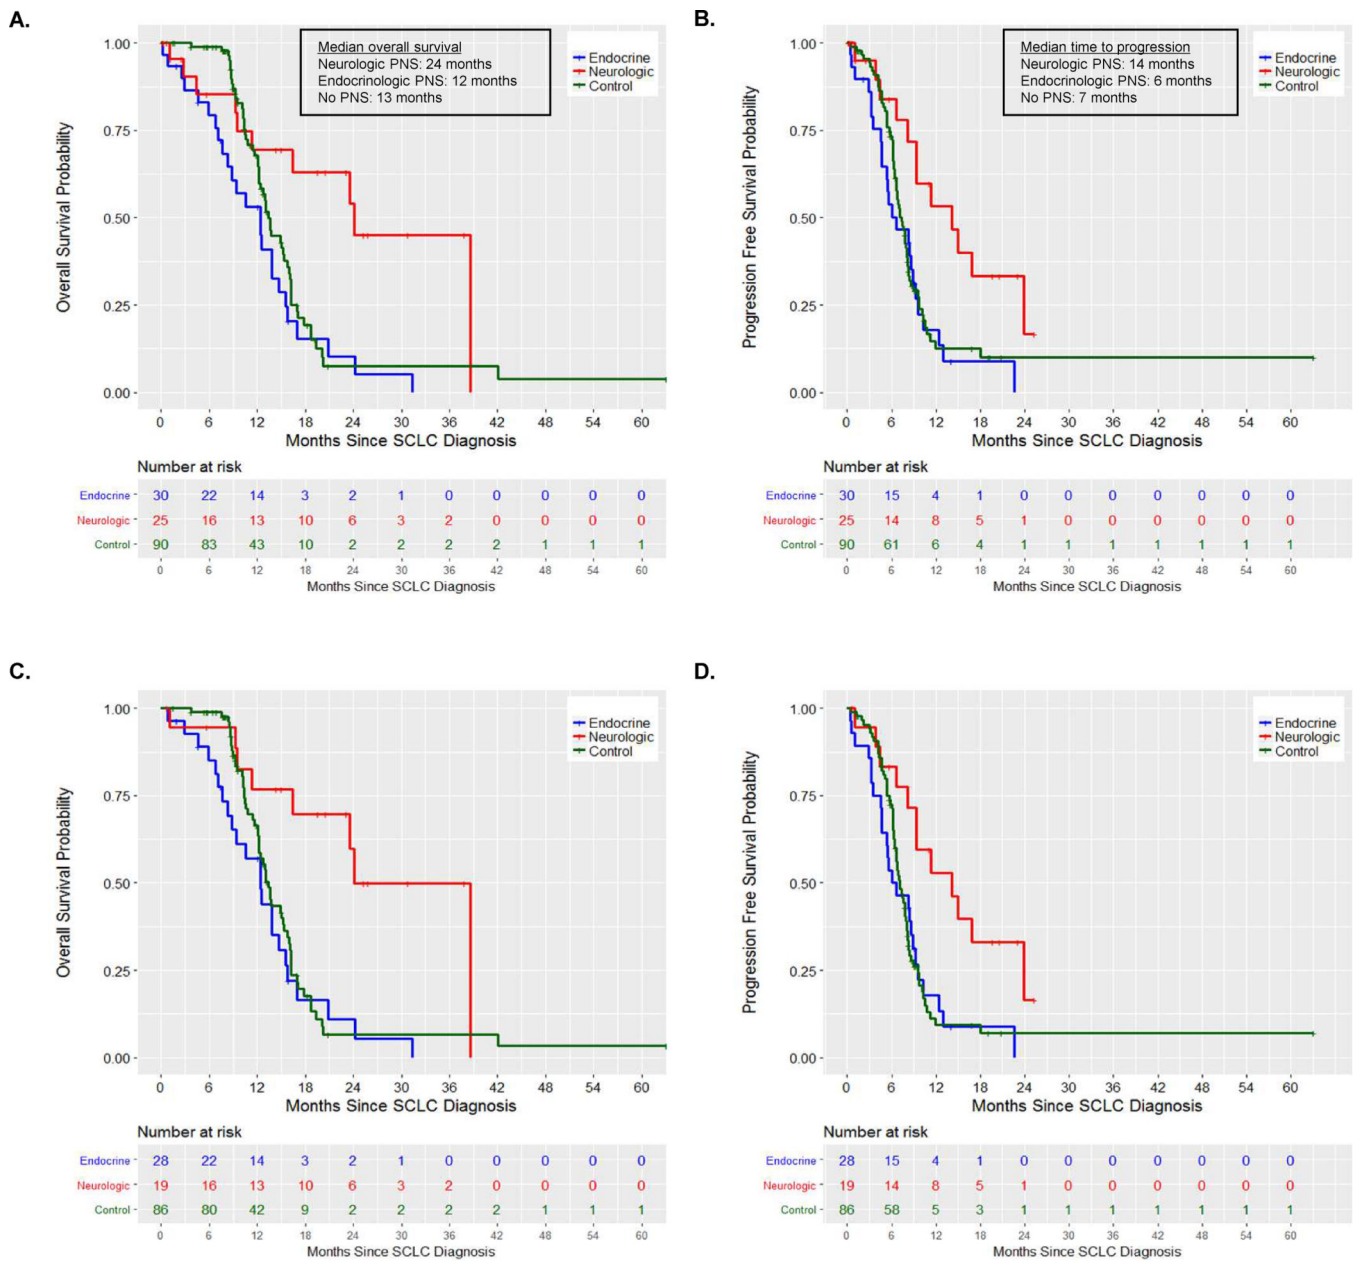 A.
Overall Survival Probability
1.00
0.75
0.50
0.25
0.00
Median overall survival
Neurologic PNS: 24 months
Endocrinologic PNS: 12 months
No PNS: 13 months
Endocrine
Neurologic
Control
0 6 12 18 24 30 36 42 48 54 60
Months Since SCLC Diagnosis
Number at risk
Endocrine 30 22 14 3 2 1 0 0 0 0 0
Neurologic 25 16 13 10 6 3 2 0 0 0 0
Control 90 83 43 10 2 2 2 2 1 1 1
0 6 12 18 24 30 36 42 48 54 60
Months Since SCLC Diagnosis
B.
Progression Free Survival Probability
1.00
0.75
0.50
0.25
0.00
Median time to progression
Neurologic PNS: 14 months
Endocrinologic PNS: 6 months
No PNS: 7 months
Endocrine
Neurologic
Control
0 6 12 18 24 30 36 42 48 54 60
Months Since SCLC Diagnosis
Number at risk
Endocrine 30 15 4 1 0 0 0 0 0 0 0
Neurologic 25 14 8 5 1 0 0 0 0 0 0
Control 90 61 6 4 1 1 1 1 1 1 1
0 6 12 18 24 30 36 42 48 54 60
Months Since SCLC Diagnosis
C.
Overall Survival Probability
1.00
0.75
0.50
0.25
0.00
Endocrine
Neurologic
Control
0 6 12 18 24 30 36 42 48 54 60
Months Since SCLC Diagnosis
Number at risk
Endocrine 28 22 14 3 2 1 0 0 0 0 0
Neurologic 19 16 13 10 6 3 2 0 0 0 0
Control 86 80 42 9 2 2 2 2 1 1 1
0 6 12 18 24 30 36 42 48 54 60
Months Since SCLC Diagnosis
D.
Progression Free Survival Probability
1.00
0.75
0.50
0.25
0.00
Endocrine
Neurologic
Control
0 6 12 18 24 30 36 42 48 54 60
Months Since SCLC Diagnosis
Number at risk
Endocrine 28 15 4 1 0 0 0 0 0 0 0
Neurologic 19 14 8 5 1 0 0 0 0 0 0
Control 86 58 5 3 1 1 1 1 1 1 1
0 6 12 18 24 30 36 42 48 54 60
Months Since SCLC Diagnosis